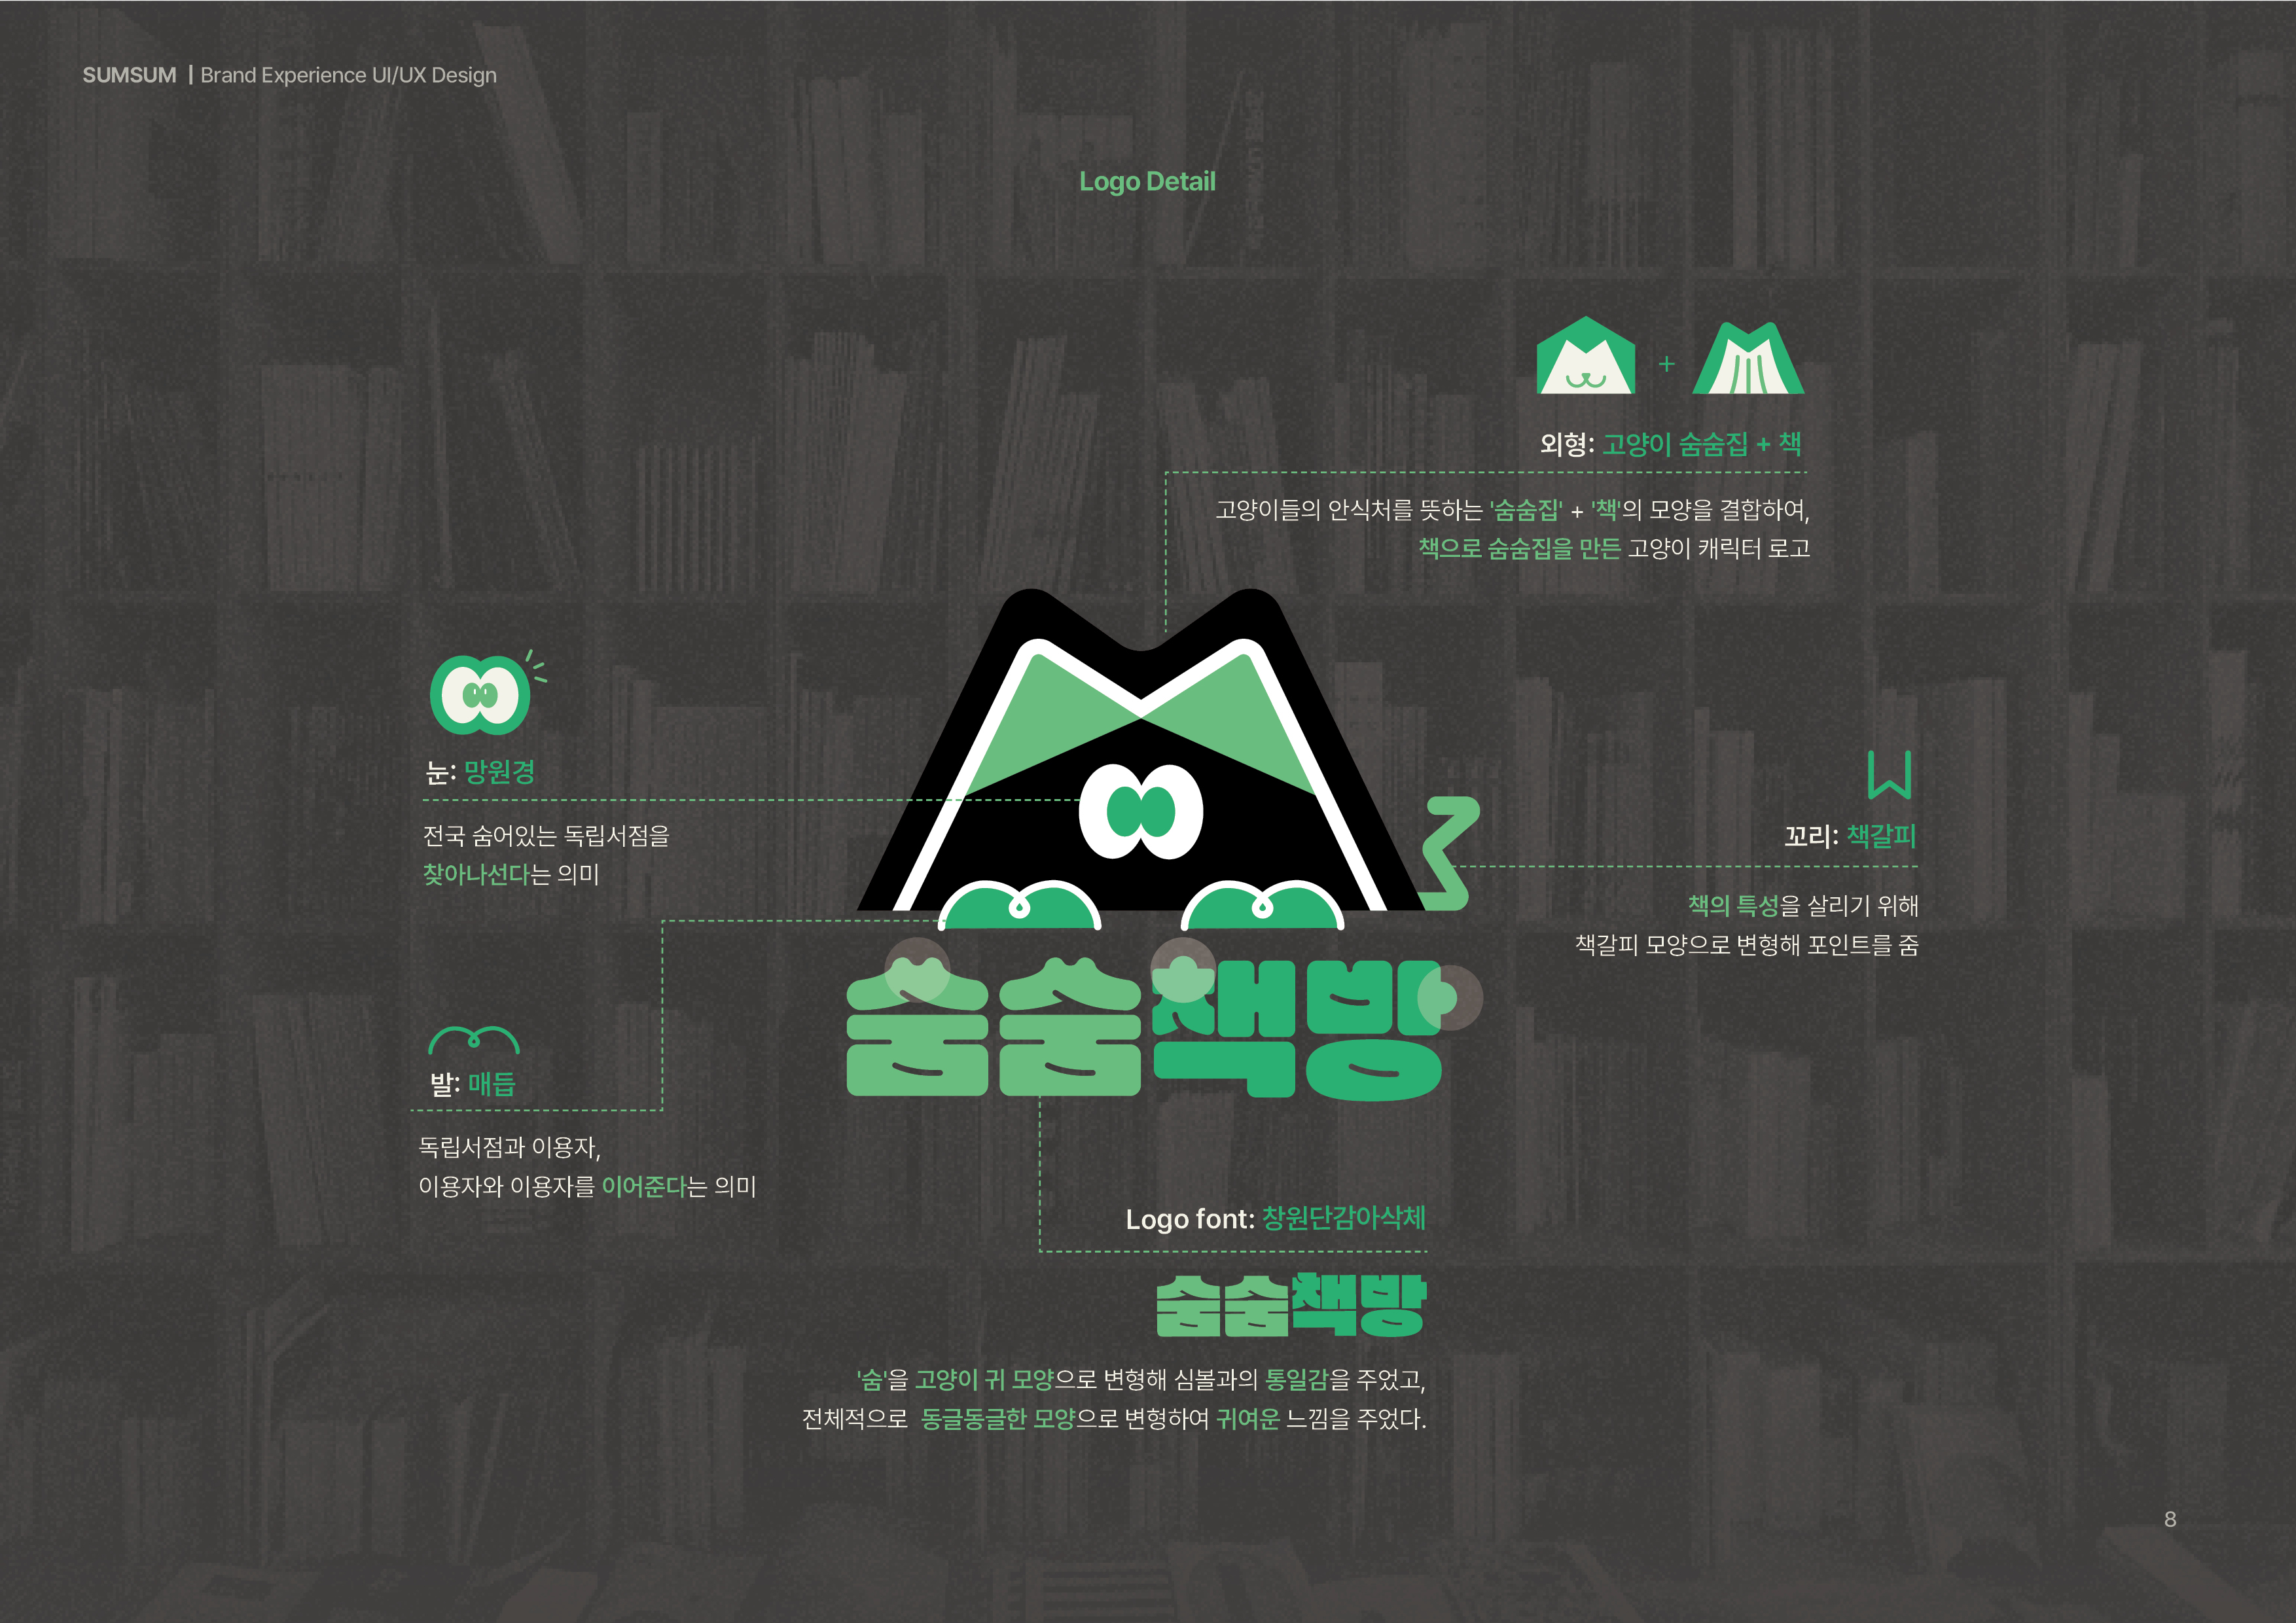 SUMSUM | Brand Experience UI/UX Design
Logo Detail
+
외형: 고양이 숨숨집 + 책
고양이들의 안식처를 뜻하는 '숨숨집' + '책'의 모양을 결합하여,
책으로 숨숨집을 만든 고양이 캐릭터 로고
눈: 망원경
전국 숨어있는 독립서점을
찾아나선다는 의미
꼬리: 책갈피
책의 특성을 살리기 위해
책갈피 모양으로 변형해 포인트를 줌
숨숨책방
발: 매듭
독립서점과 이용자,
이용자와 이용자를 이어준다는 의미
Logo font: 창원단감아삭체
숨숨책방
'숨'을 고양이 귀 모양으로 변형해 심볼과의 통일감을 주었고,
전체적으로 동글동글한 모양으로 변형하여 귀여운 느낌을 주었다.
8